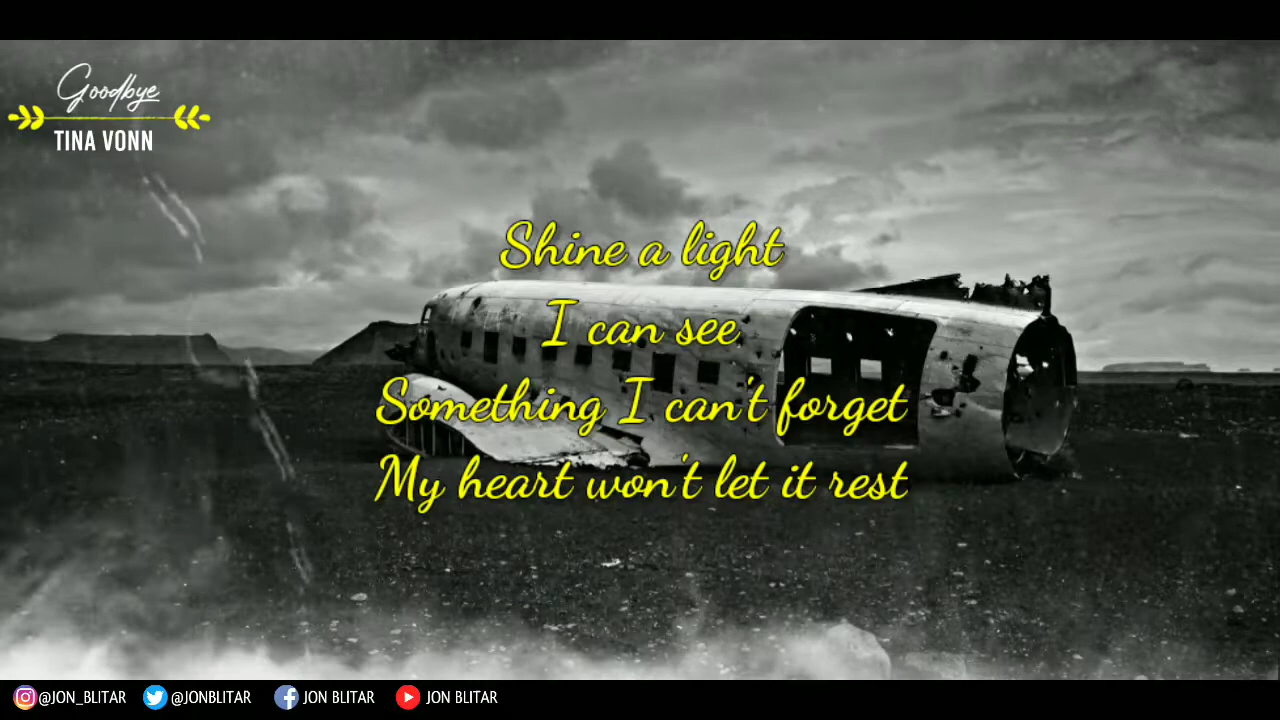 Goodbye
TINA VONN
Shine a light
I can see
Something I can't forget
My heart won't let it rest
@JON_BLITAR @JONBLITAR JON BLITAR JON BLITAR